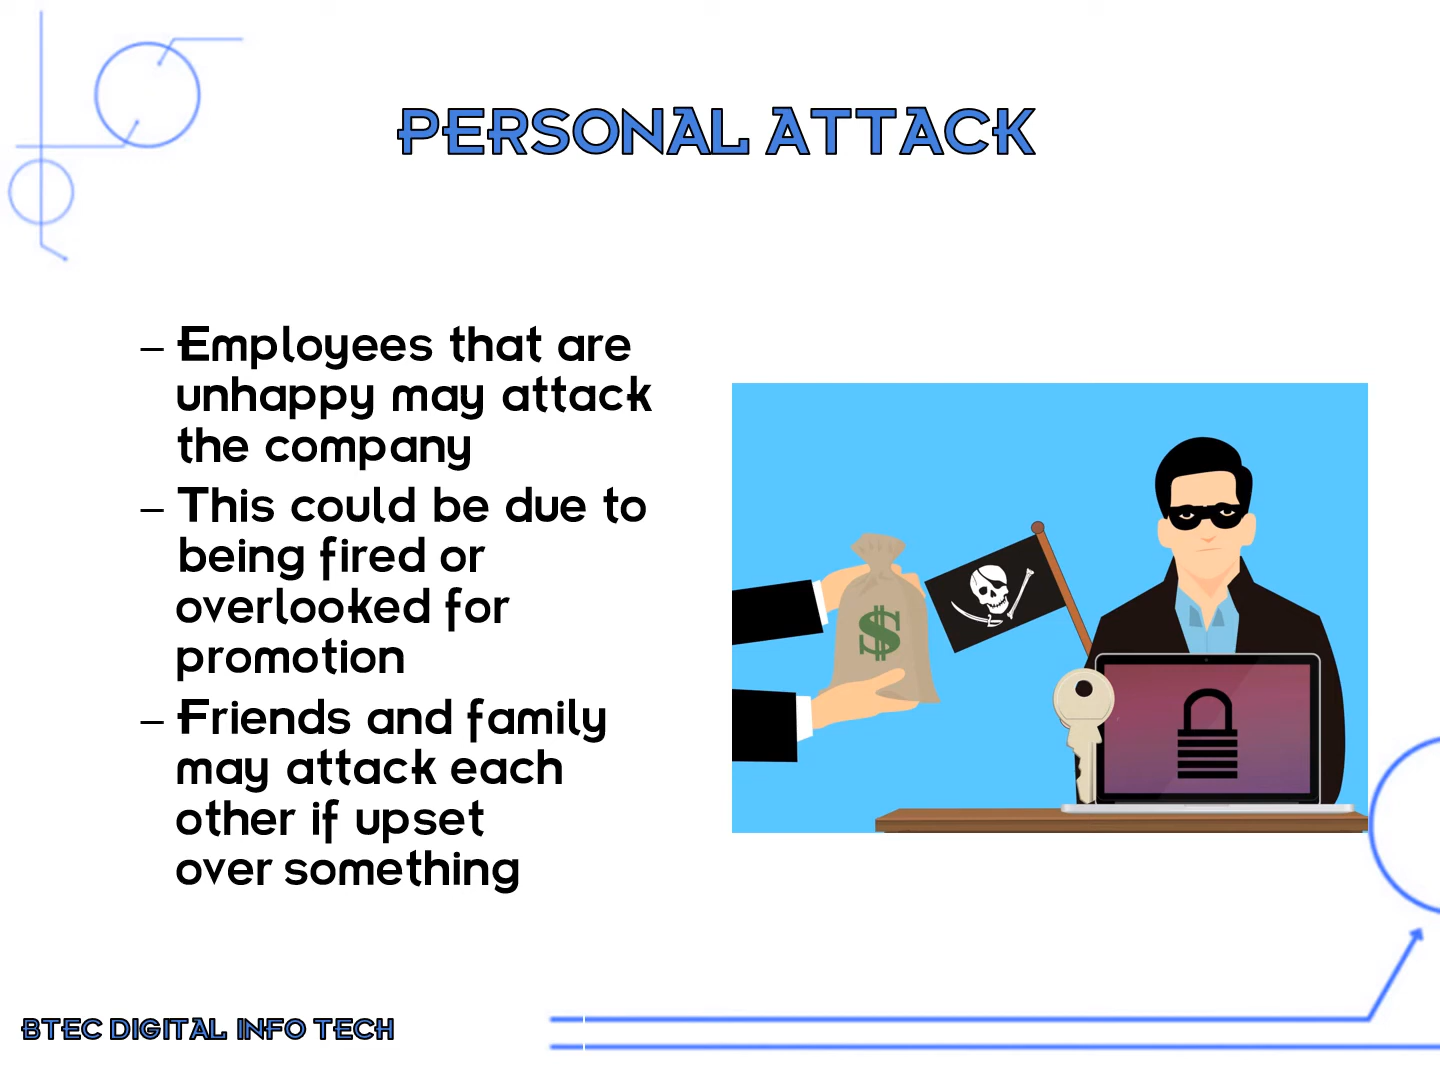 PERSONAL ATTACK
– Employees that are
unhappy may attack
the company
– This could be due to
being fired or
overlooked for
promotion
– Friends and family
may attack each
other if upset
over something
$
BTEC DIGITAL INFO TECH